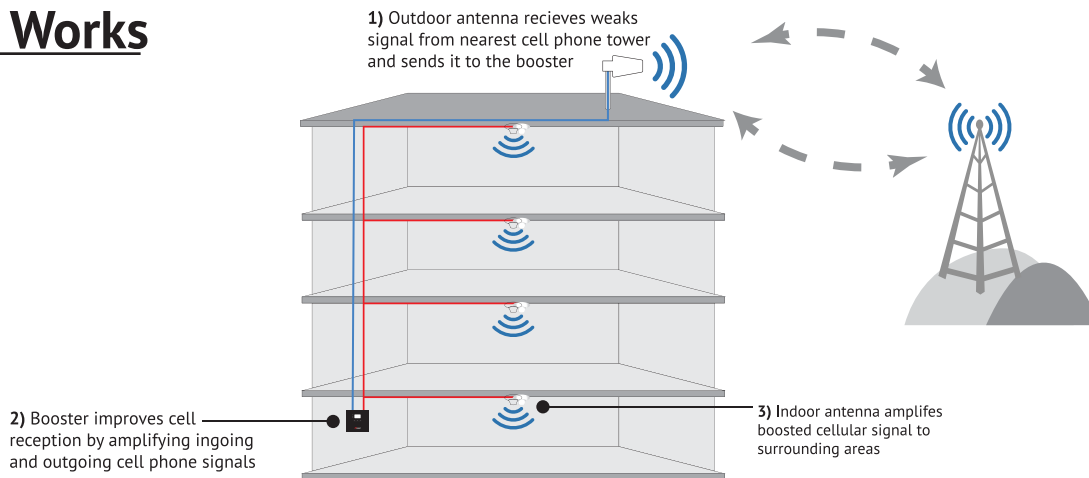 Works
1) Outdoor antenna recieves weaks
signal from nearest cell phone tower
and sends it to the booster
2) Booster improves cell
reception by amplifying ingoing
and outgoing cell phone signals
3) Indoor antenna amplifes
boosted cellular signal to
surrounding areas